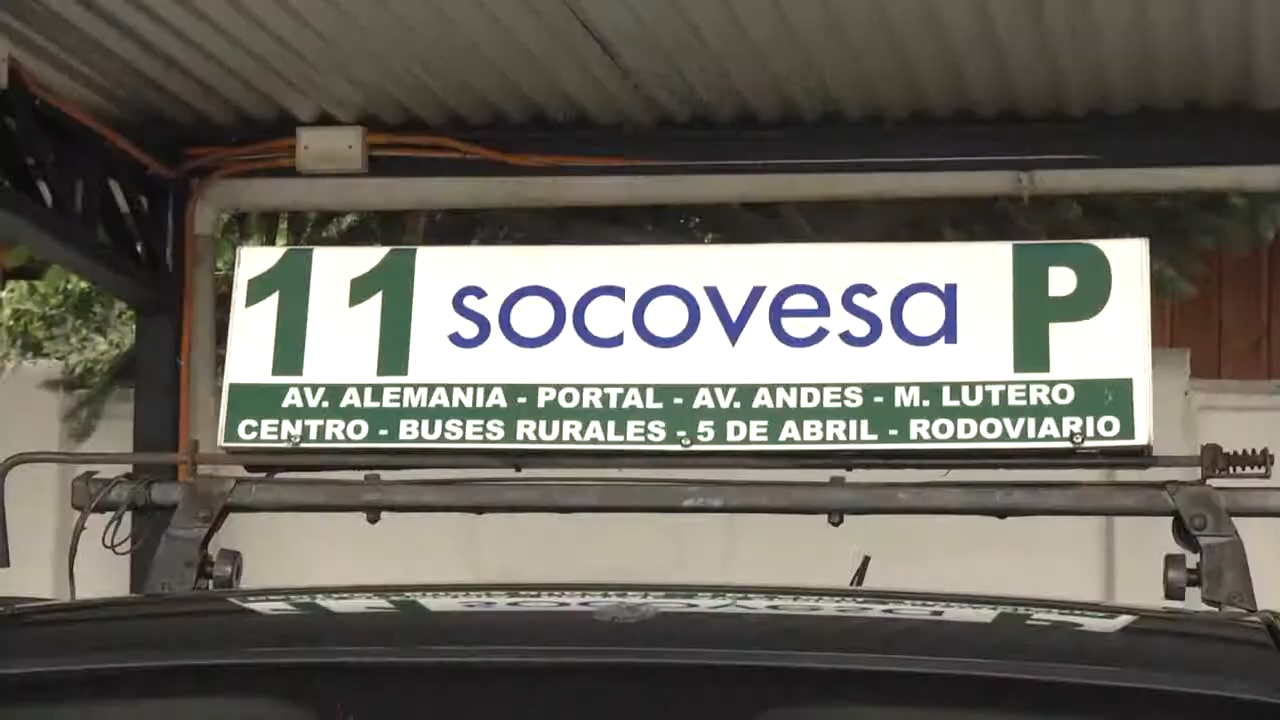 11 socovesa P
AV. ALEMANIA - PORTAL - AV. ANDES - M. LUTERO
CENTRO - BUSES RURALES - 5 DE ABRIL - RODOVIARIO